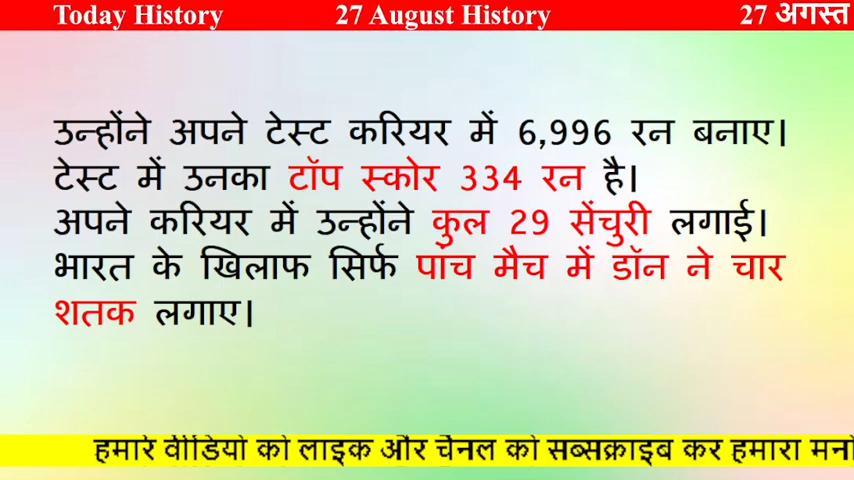 Today History 27 August History 27 अगस्त
उन्होंने अपने टेस्ट करियर में 6,996 रन बनाए।
टेस्ट में उनका टॉप स्कोर 334 रन है।
अपने करियर में उन्होंने कुल 29 सेंचुरी लगाई।
भारत के खिलाफ सिर्फ पांच मैच में डॉन ने चार
शतक लगाए।
हमारे वीडियो को लाइक और चैनल को सब्सक्राइब कर हमारा